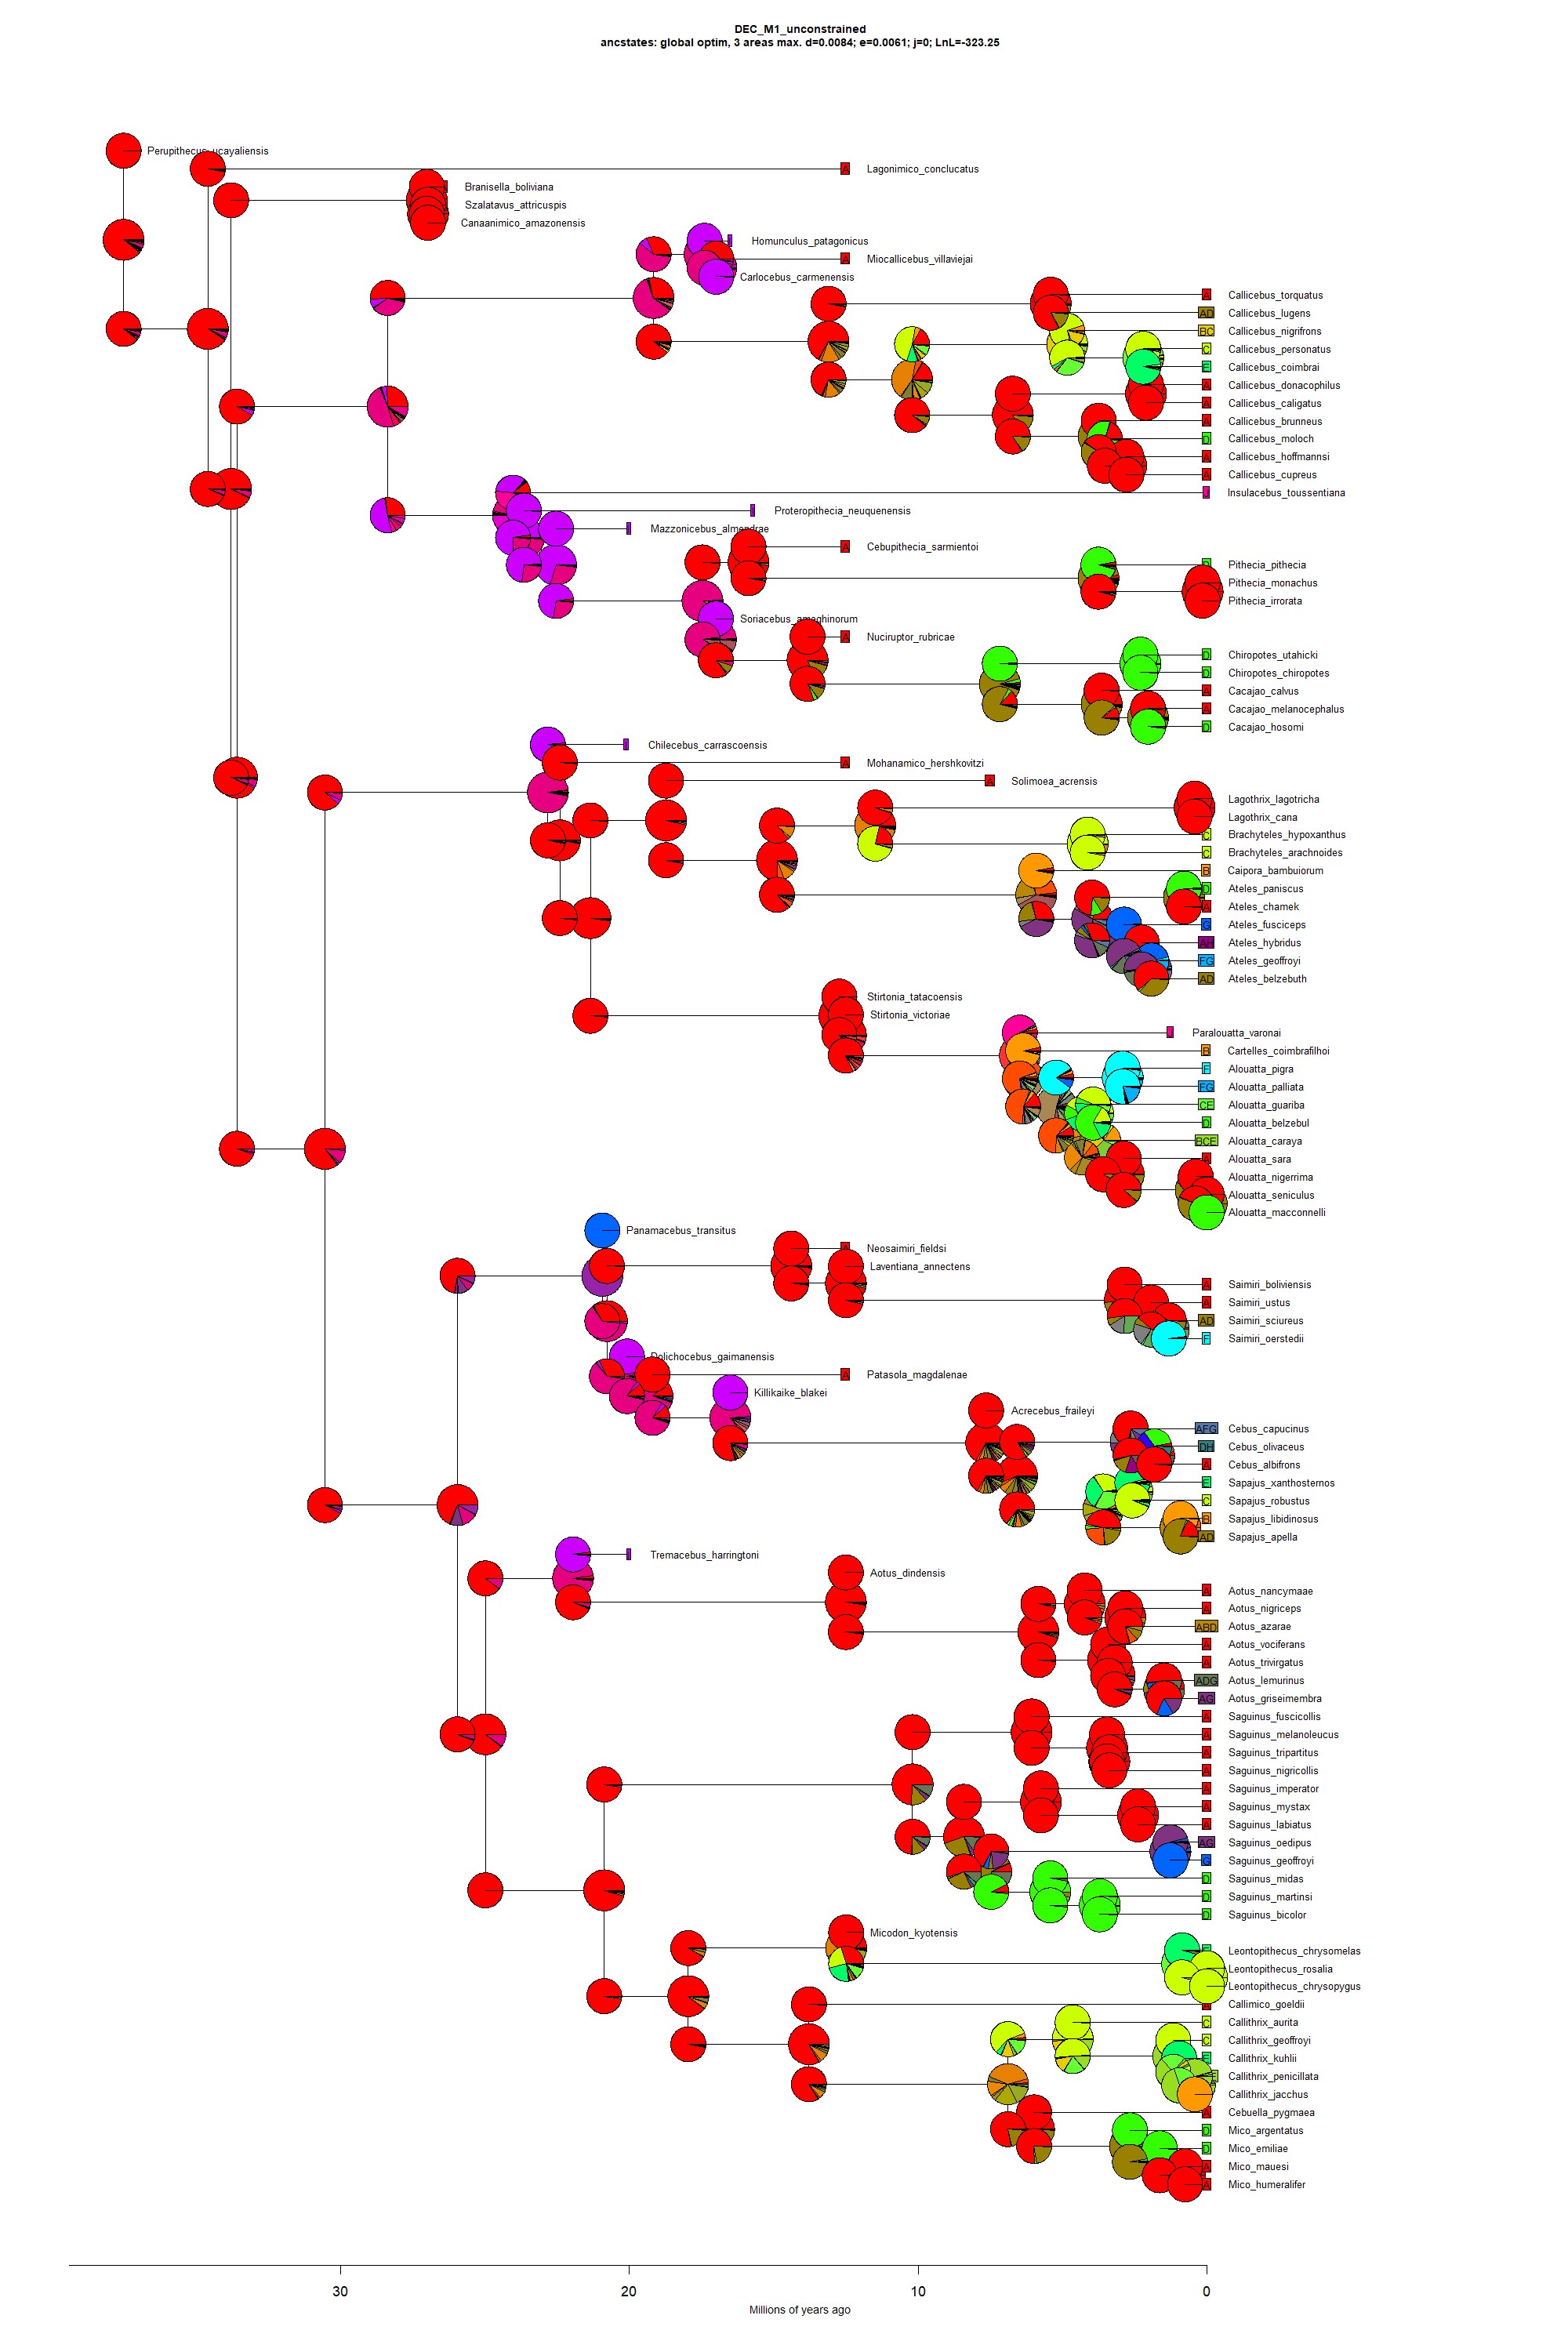 DEC_M1_unconstrained
ancstates: global optim, 3 areas max. d=0.0084; e=0.0061; j=0; LnL=-323.25
Perupithecus_ucayaliensis
A Lagonimico_conclucatus
Branisella_boliviana
Szalatavus_attricuspis
Canaanimico_amazonensis
Homunculus_patagonicus
A Miocallicebus_villaviejai
Carlocebus_carmenensis
A Callicebus_torquatus
AD Callicebus_lugens
BC Callicebus_nigrifrons
C Callicebus_personatus
E Callicebus_coimbrai
A Callicebus_donacophilus
A Callicebus_caligatus
A Callicebus_brunneus
D Callicebus_moloch
A Callicebus_hoffmannsi
A Callicebus_cupreus
Insulacebus_toussentiana
Proteropithecia_neuquenensis
Mazzonicebus_almendrae
A Cebupithecia_sarmientoi
D Pithecia_pithecia
Pithecia_monachus
Pithecia_irrorata
Soriacebus_ameghinorum
A Nuciruptor_rubricae
D Chiropotes_utahicki
D Chiropotes_chiropotes
A Cacajao_calvus
A Cacajao_melanocephalus
D Cacajao_hosomi
Chilecebus_carrascoensis
A Mohanamico_hershkovitzi
A Solimoea_acrensis
Lagothrix_lagotricha
Lagothrix_cana
C Brachyteles_hypoxanthus
C Brachyteles_arachnoides
B Caipora_bambuiorum
D Ateles_paniscus
A Ateles_chamek
G Ateles_fusciceps
AH Ateles_hybridus
FG Ateles_geoffroyi
AD Ateles_belzebuth
Stirtonia_tatacoensis
Stirtonia_victoriae
Paralouatta_varonai
B Cartelles_coimbrafilhoi
F Alouatta_pigra
FG Alouatta_palliata
CE Alouatta_guariba
D Alouatta_belzebul
BCE Alouatta_caraya
A Alouatta_sara
Alouatta_nigerrima
Alouatta_seniculus
Alouatta_macconnelli
Panamacebus_transitus
A Neosaimiri_fieldsi
Laventiana_annectens
A Saimiri_boliviensis
A Saimiri_ustus
AD Saimiri_sciureus
F Saimiri_oerstedii
Dolichocebus_gaimanensis
A Patasola_magdalenae
Killikaike_blakei
Acrecebus_fraileyi
AFG Cebus_capucinus
DH Cebus_olivaceus
A Cebus_albifrons
E Sapajus_xanthosternos
C Sapajus_robustus
B Sapajus_libidinosus
AD Sapajus_apella
Tremacebus_harringtoni
Aotus_dindensis
A Aotus_nancymaae
A Aotus_nigriceps
ABD Aotus_azarae
A Aotus_vociferans
A Aotus_trivirgatus
ADG Aotus_lemurinus
AG Aotus_griseimembra
A Saguinus_fuscicollis
A Saguinus_melanoleucus
A Saguinus_tripartitus
A Saguinus_nigricollis
A Saguinus_imperator
A Saguinus_mystax
A Saguinus_labiatus
AG Saguinus_oedipus
G Saguinus_geoffroyi
D Saguinus_midas
D Saguinus_martinsi
D Saguinus_bicolor
Micodon_kyotensis
Leontopithecus_chrysomelas
Leontopithecus_rosalia
Leontopithecus_chrysopygus
Callimico_goeldii
C Callithrix_aurita
C Callithrix_geoffroyi
E Callithrix_kuhlii
Callithrix_penicillata
Callithrix_jacchus
A Cebuella_pygmaea
D Mico_argentatus
D Mico_emiliae
A Mico_mauesi
A Mico_humeralifer
30 20 10 0
Millions of years ago